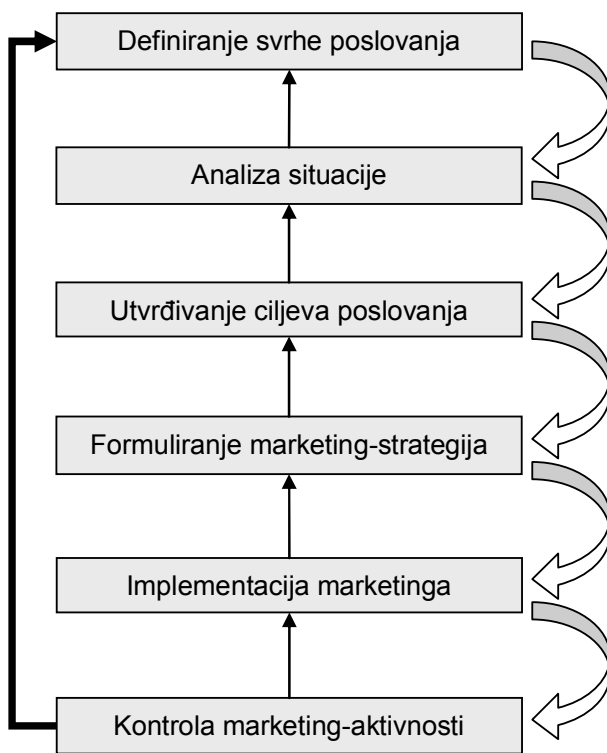 Definiranje svrhe poslovanja
Analiza situacije
Utvrđivanje ciljeva poslovanja
Formuliranje marketing-strategija
Implementacija marketinga
Kontrola marketing-aktivnosti